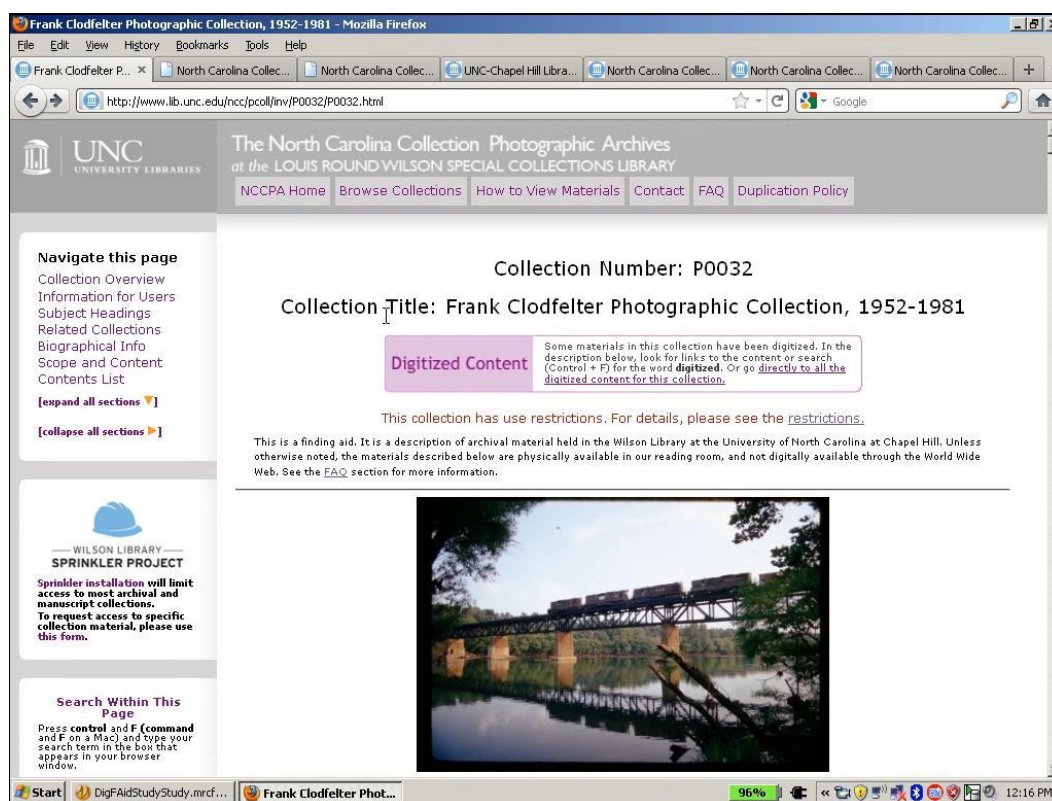 Frank Clodfelter Photographic Collection, 1952-1981 - Mozilla Firefox
File Edit View History Bookmarks Tools Help
Frank Clodfelter P... × North Carolina Collec... North Carolina Collec... UNC-Chapel Hill Libra... North Carolina Collec... North Carolina Collec... North Carolina Collec... +
http://www.lib.unc.edu/ncc/pcoll/inv/P0032/P0032.html Google
UNC
UNIVERSITY LIBRARIES
The North Carolina Collection Photographic Archives
at the LOUIS ROUND WILSON SPECIAL COLLECTIONS LIBRARY
NCCPA Home Browse Collections How to View Materials Contact FAQ Duplication Policy
Navigate this page
Collection Overview
Information for Users
Subject Headings
Related Collections
Biographical Info
Scope and Content
Contents List
[expand all sections ▼]
[collapse all sections ►]
WILSON LIBRARY
SPRINKLER PROJECT
Sprinkler installation will limit
access to most archival and
manuscript collections.
To request access to specific
collection material, please use
this form.
Search Within This
Page
Press control and F (command
and F on a Mac) and type your
search term in the box that
appears in your browser
window.
Collection Number: P0032
Collection Title: Frank Clodfelter Photographic Collection, 1952-1981
Digitized Content
Some materials in this collection have been digitized. In the
description below, look for links to the content or search
(Control + F) for the word digitized. Or go directly to all the
digitized content for this collection.
This collection has use restrictions. For details, please see the restrictions.
This is a finding aid. It is a description of archival material held in the Wilson Library at the University of North Carolina at Chapel Hill. Unless
otherwise noted, the materials described below are physically available in our reading room, and not digitally available through the World Wide
Web. See the FAQ section for more information.
Start DigFAidStudyStudy.mrcf... Frank Clodfelter Phot... 96% « 12:16 PM